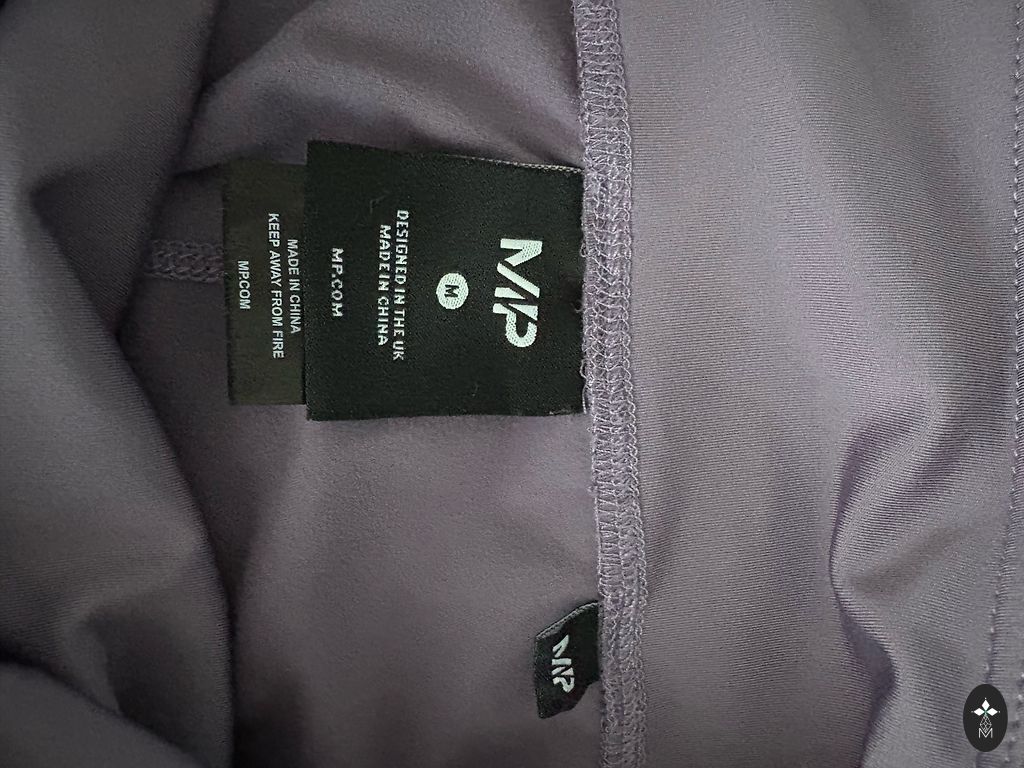 MP
M
DESIGNED IN THE UK
MADE IN CHINA
MP.COM
MADE IN CHINA
KEEP AWAY FROM FIRE
MP.COM
MP
M